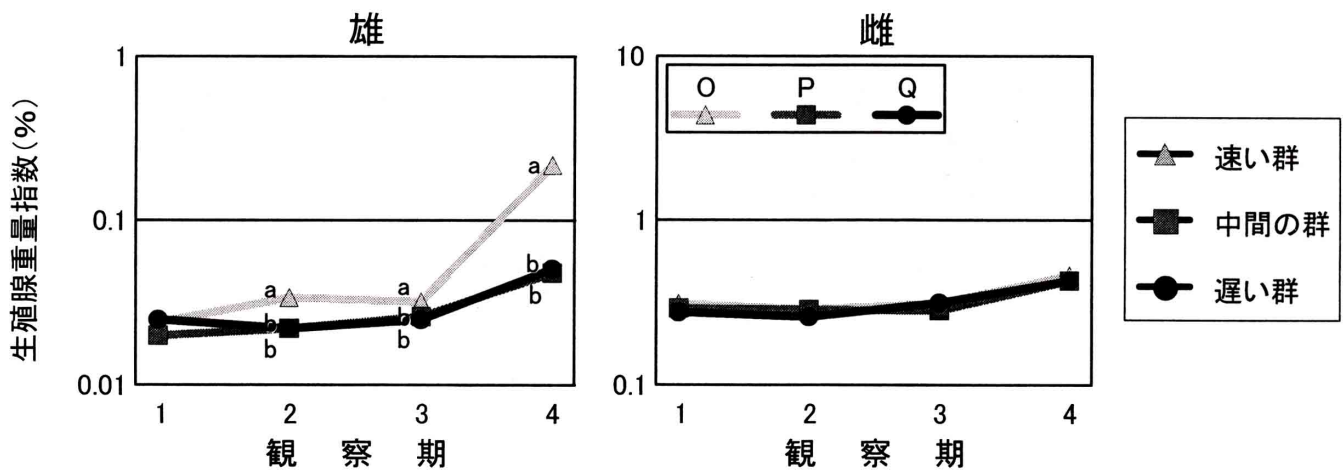 雄
生殖腺重量指数(%)
1
0.1
0.01
a
a
a
b
b
b
b
b
b
1 2 3 4
観 察 期
雌
O P Q
10
1
0.1
1 2 3 4
観 察 期
速い群
中間の群
遅い群